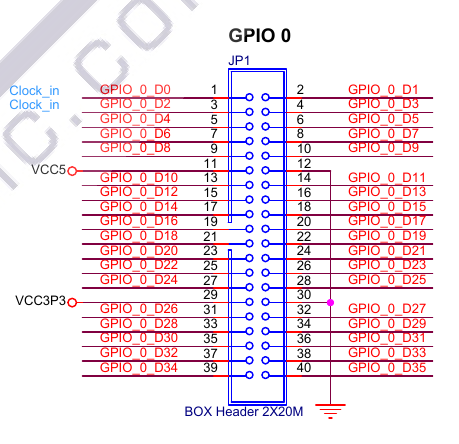 GPIO 0
JP1
Clock_in GPIO_0_D0 1 2 GPIO_0_D1
Clock_in GPIO_0_D2 3 4 GPIO_0_D3
GPIO_0_D4 5 6 GPIO_0_D5
GPIO_0_D6 7 8 GPIO_0_D7
GPIO_0_D8 9 10 GPIO_0_D9
VCC5 11 12
GPIO_0_D10 13 14 GPIO_0_D11
GPIO_0_D12 15 16 GPIO_0_D13
GPIO_0_D14 17 18 GPIO_0_D15
GPIO_0_D16 19 20 GPIO_0_D17
GPIO_0_D18 21 22 GPIO_0_D19
GPIO_0_D20 23 24 GPIO_0_D21
GPIO_0_D22 25 26 GPIO_0_D23
GPIO_0_D24 27 28 GPIO_0_D25
VCC3P3 29 30
GPIO_0_D26 31 32 GPIO_0_D27
GPIO_0_D28 33 34 GPIO_0_D29
GPIO_0_D30 35 36 GPIO_0_D31
GPIO_0_D32 37 38 GPIO_0_D33
GPIO_0_D34 39 40 GPIO_0_D35
BOX Header 2X20M